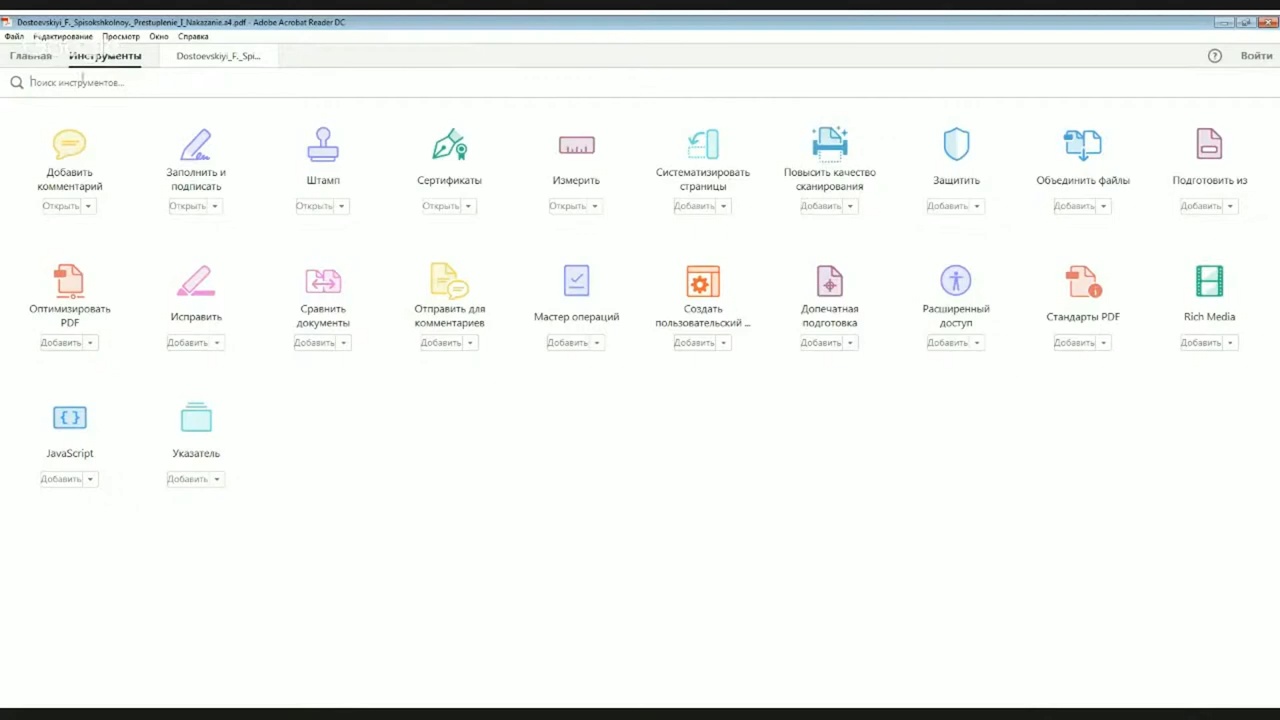 Dostoevskiyi_F._Spisokshkolnoy._Prestuplenie_I_Nakazanie.a4.pdf - Adobe Acrobat Reader DC
Файл Редактирование Просмотр Окно Справка
Главная Инструменты Dostoevskiyi_F._Spi... Войти
Поиск инструментов...
Добавить комментарий
Открыть
Заполнить и подписать
Открыть
Штамп
Открыть
Сертификаты
Открыть
Измерить
Открыть
Систематизировать страницы
Добавить
Повысить качество сканирования
Добавить
Защитить
Добавить
Объединить файлы
Добавить
Подготовить из
Добавить
Оптимизировать PDF
Добавить
Исправить
Добавить
Сравнить документы
Добавить
Отправить для комментариев
Добавить
Мастер операций
Добавить
Создать пользовательский ...
Добавить
Допечатная подготовка
Добавить
Расширенный доступ
Добавить
Стандарты PDF
Добавить
Rich Media
Добавить
JavaScript
Добавить
Указатель
Добавить